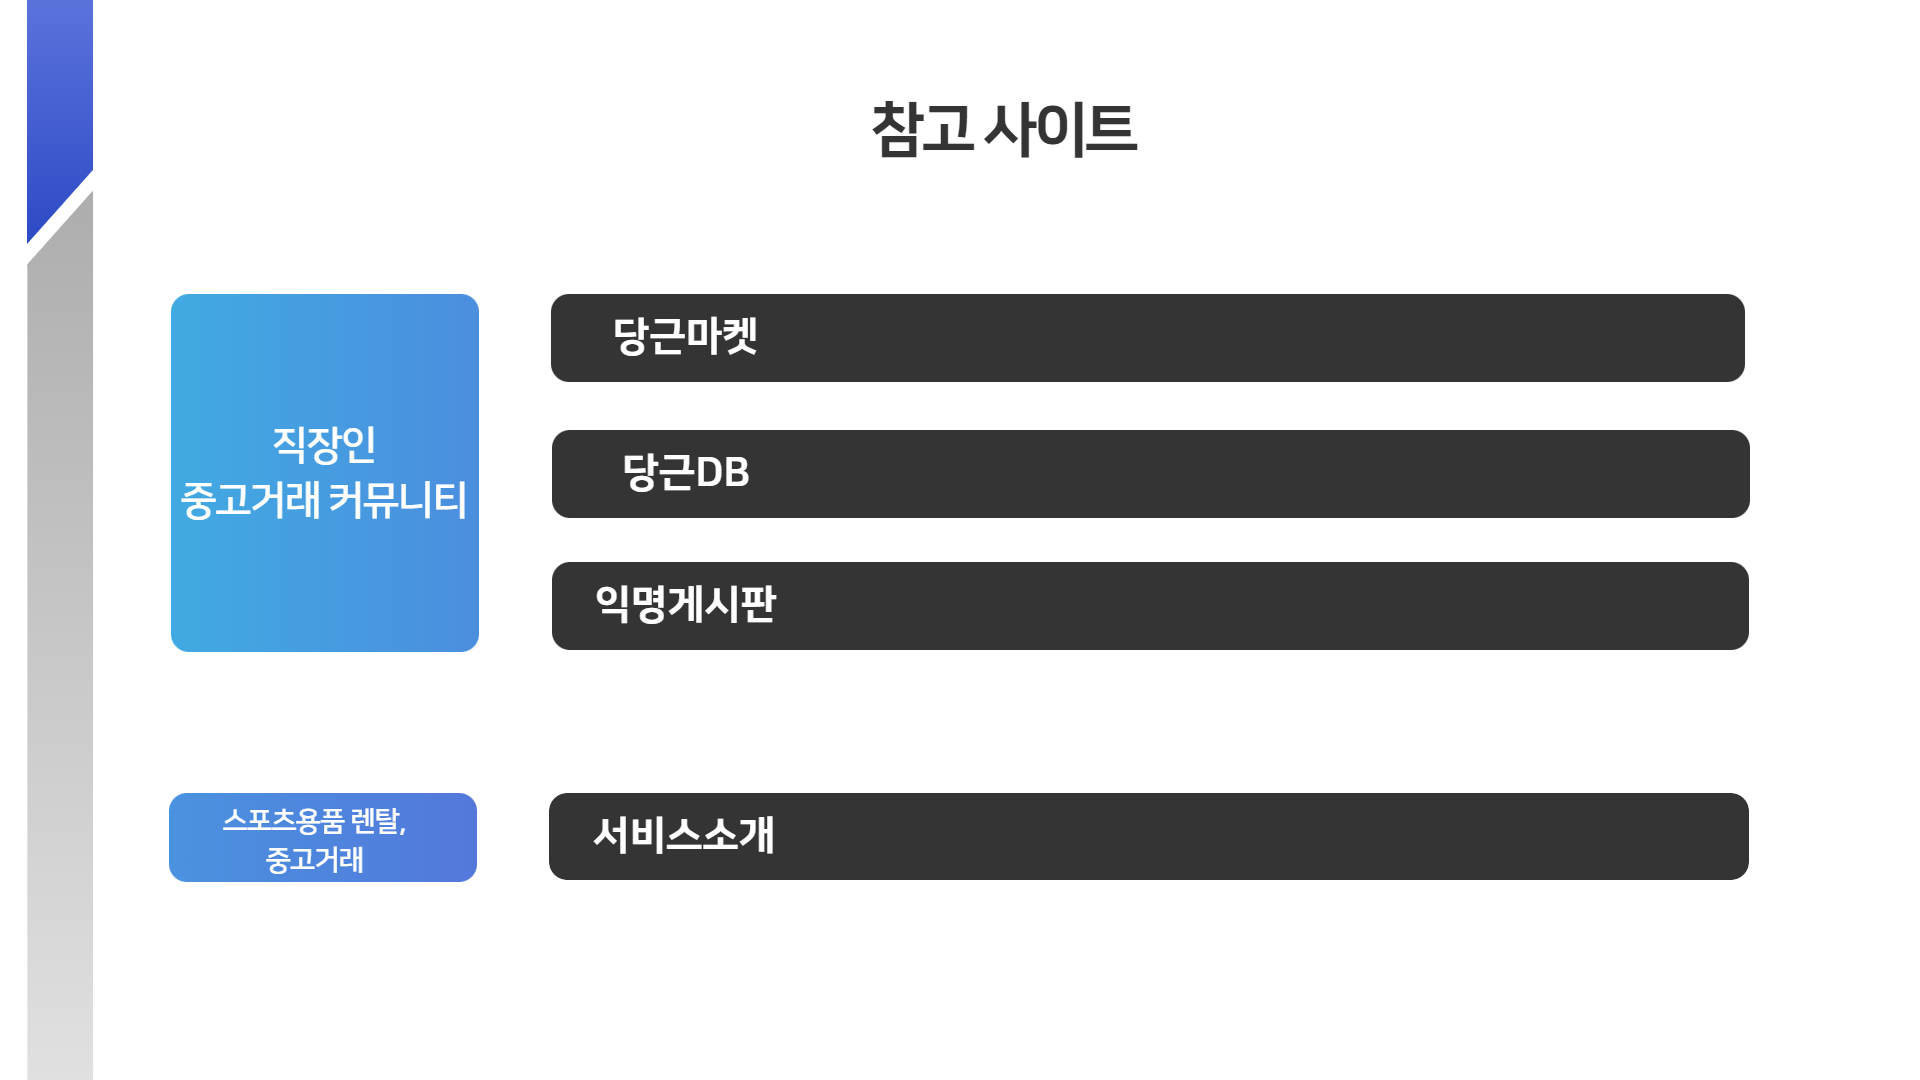 참고 사이트
직장인
중고거래 커뮤니티
당근마켓
당근DB
익명게시판
스포츠용품 렌탈,
중고거래
서비스소개